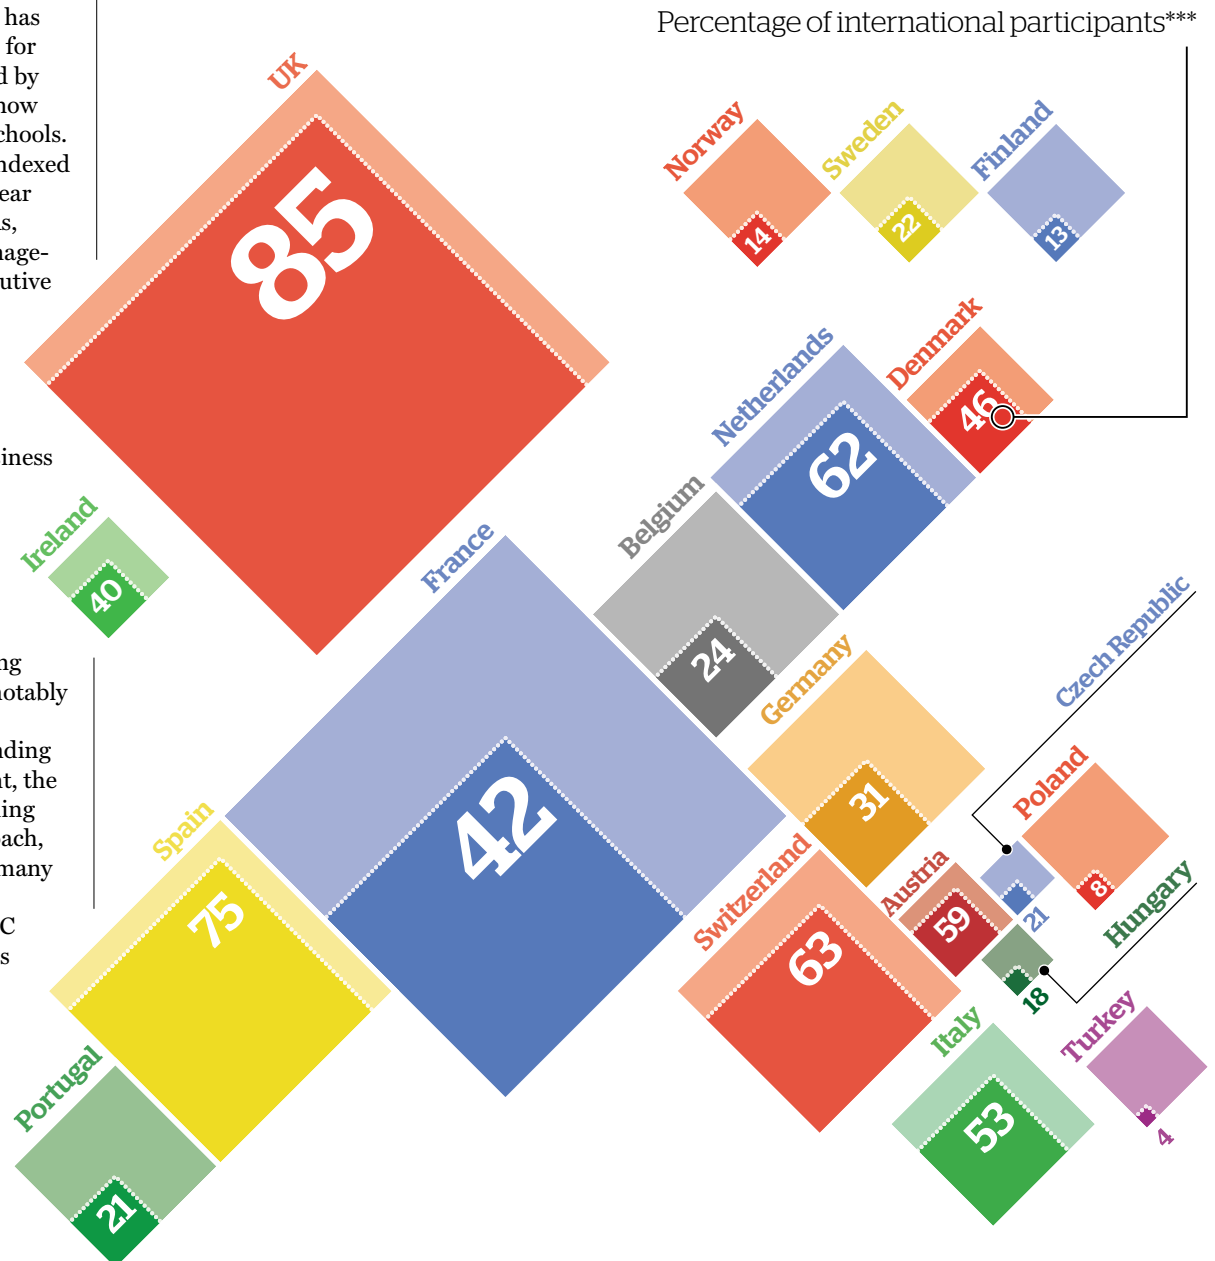 has
for
d by
now
chools.
ndexed
ear
s,
nage-
utive
iness
ng
notably
nding
nt, the
ing
oach,
many
C
s
Percentage of international participants***
UK
85
Norway
14
Sweden
22
Finland
13
Denmark
46
Netherlands
62
Belgium
24
Ireland
40
France
42
Germany
31
Czech Republic
21
Poland
8
Spain
75
Switzerland
63
Austria
59
Hungary
18
Portugal
21
Italy
53
Turkey
4